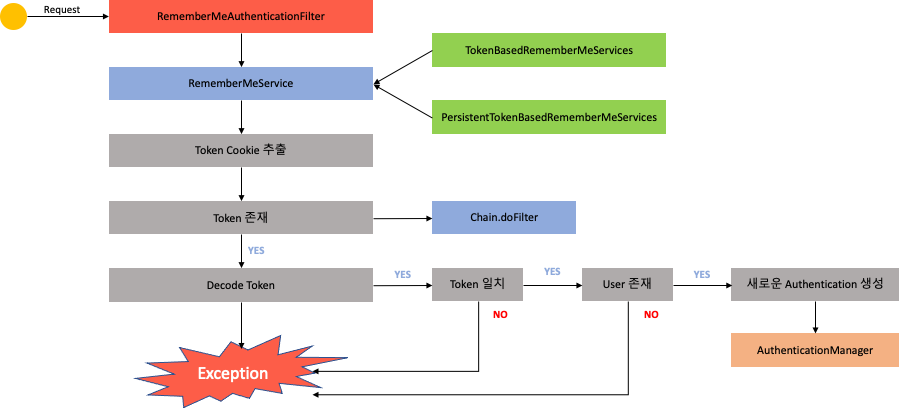 Request
RememberMeAuthenticationFilter
TokenBasedRememberMeServices
RememberMeService
PersistentTokenBasedRememberMeServices
Token Cookie 추출
Token 존재
Chain.doFilter
YES
Decode Token
YES
Token 일치
YES
User 존재
YES
새로운 Authentication 생성
NO
NO
AuthenticationManager
Exception